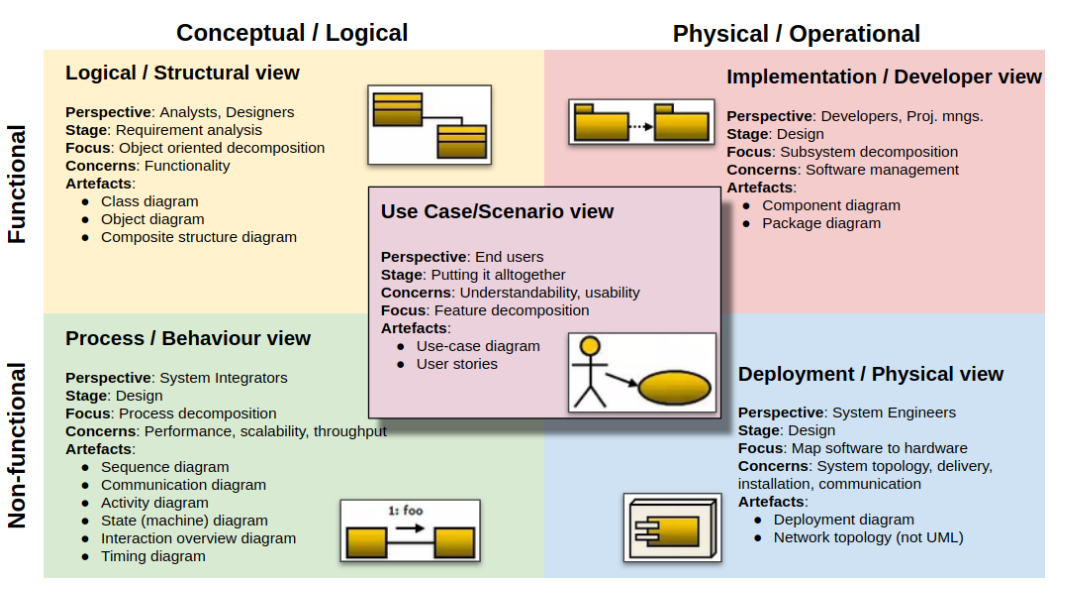 Conceptual / Logical
Physical / Operational
Functional
Non-functional
Logical / Structural view
Perspective: Analysts, Designers
Stage: Requirement analysis
Focus: Object oriented decomposition
Concerns: Functionality
Artefacts:
● Class diagram
● Object diagram
● Composite structure diagram
Implementation / Developer view
Perspective: Developers, Proj. mngs.
Stage: Design
Focus: Subsystem decomposition
Concerns: Software management
Artefacts:
● Component diagram
● Package diagram
Use Case/Scenario view
Perspective: End users
Stage: Putting it alltogether
Concerns: Understandability, usability
Focus: Feature decomposition
Artefacts:
● Use-case diagram
● User stories
Process / Behaviour view
Perspective: System Integrators
Stage: Design
Focus: Process decomposition
Concerns: Performance, scalability, throughput
Artefacts:
● Sequence diagram
● Communication diagram
● Activity diagram
● State (machine) diagram
● Interaction overview diagram
● Timing diagram
1: foo
Deployment / Physical view
Perspective: System Engineers
Stage: Design
Focus: Map software to hardware
Concerns: System topology, delivery,
installation, communication
Artefacts:
● Deployment diagram
● Network topology (not UML)